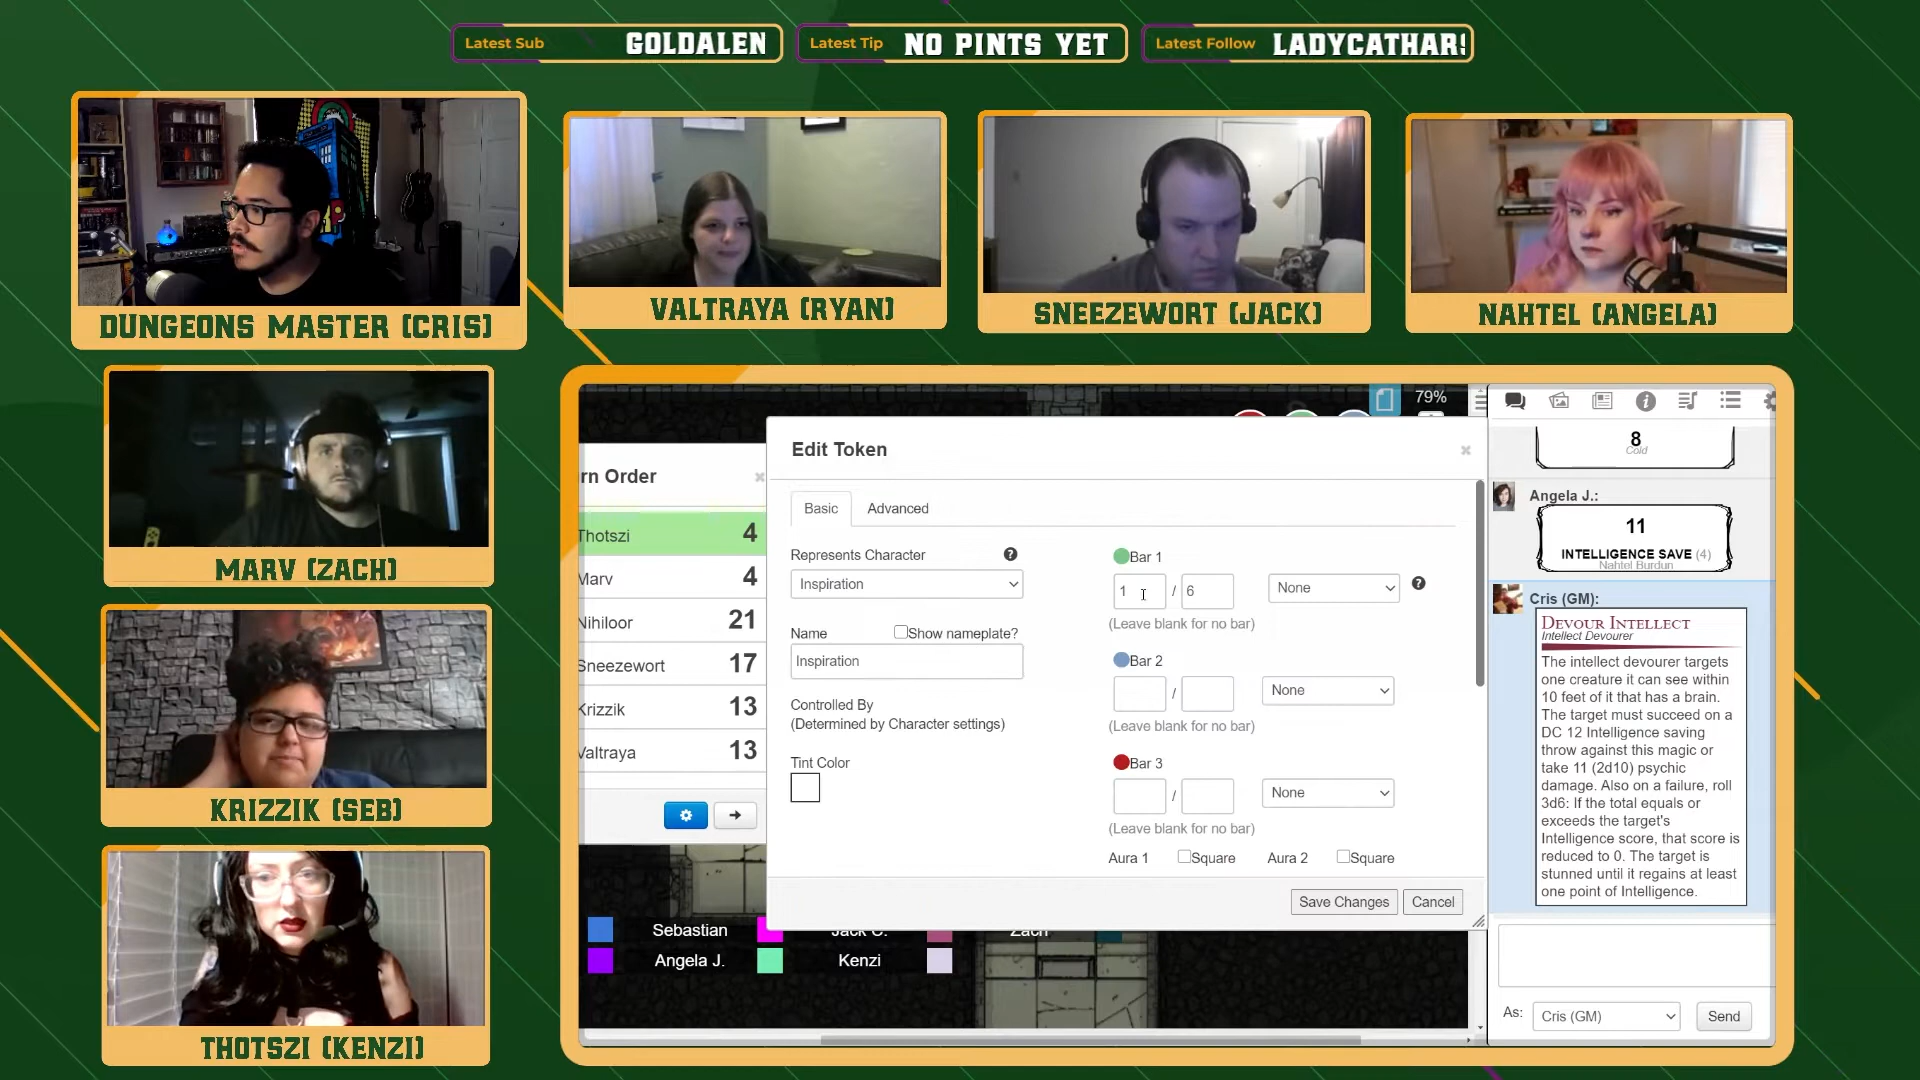 Latest Sub GOLDALEN
Latest Tip NO PINTS YET
Latest Follow LADYCATHAR
DUNGEONS MASTER (CRIS)
VALTRAYA (RYAN)
SNEEZEWORT (JACK)
NAHTEL (ANGELA)
MARV (ZACH)
KRIZZIK (SEB)
THOTSZI (KENZI)
79%
rn Order
Thotszi 4
Marv 4
Nihiloor 21
Sneezewort 17
Krizzik 13
Valtraya 13
Edit Token
Basic Advanced
Represents Character
Inspiration
Name Show nameplate?
Inspiration
Controlled By
(Determined by Character settings)
Tint Color
Bar 1
1 / 6 None
(Leave blank for no bar)
Bar 2
/ None
(Leave blank for no bar)
Bar 3
/ None
(Leave blank for no bar)
Aura 1 Square Aura 2 Square
Save Changes Cancel
Sebastian Jack C. Zach
Angela J. Kenzi
8
Cold
Angela J.:
11
INTELLIGENCE SAVE (4)
Nahtel Burdun
Cris (GM):
DEVOUR INTELLECT
Intellect Devourer
The intellect devourer targets
one creature it can see within
10 feet of it that has a brain.
The target must succeed on a
DC 12 Intelligence saving
throw against this magic or
take 11 (2d10) psychic
damage. Also on a failure, roll
3d6: If the total equals or
exceeds the target's
Intelligence score, that score is
reduced to 0. The target is
stunned until it regains at least
one point of Intelligence.
As: Cris (GM) Send